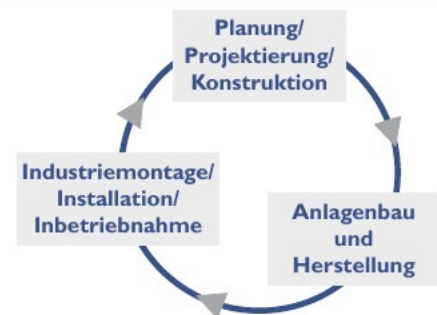 Planung/
Projektierung/
Konstruktion
Industriemontage/
Installation/
Inbetriebnahme
Anlagenbau
und
Herstellung